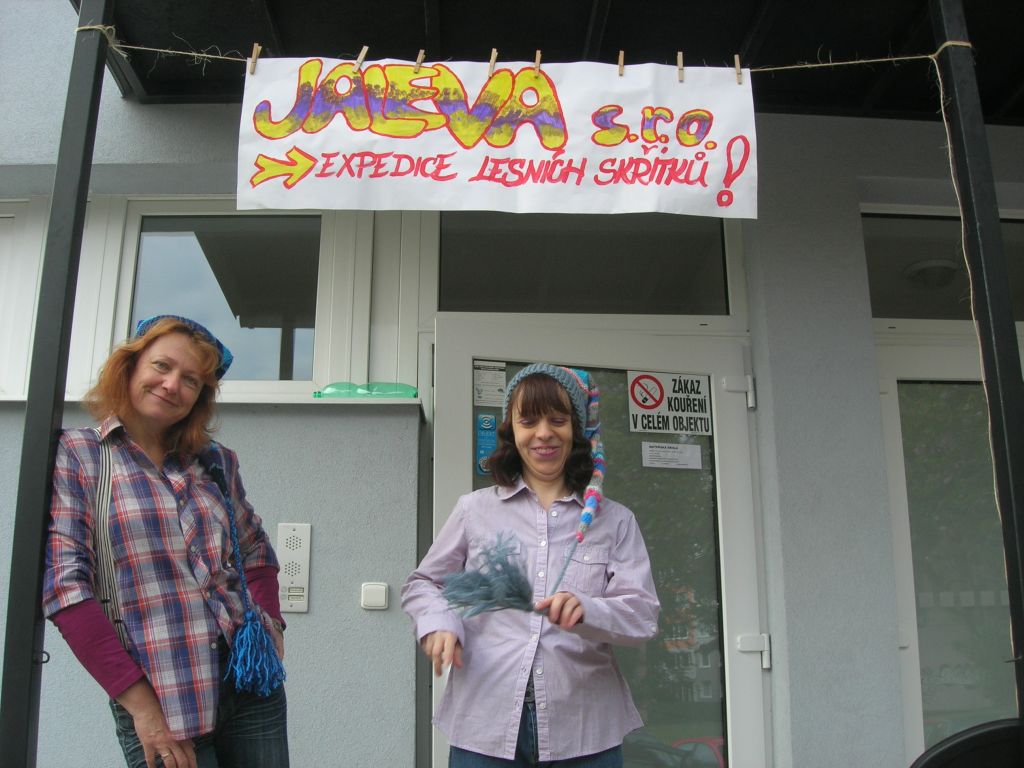 JALEVA s.r.o.
EXPEDICE LESNÍCH SKŘÍTKŮ!
ZÁKAZ
KOUŘENÍ
V CELÉM OBJEKTU